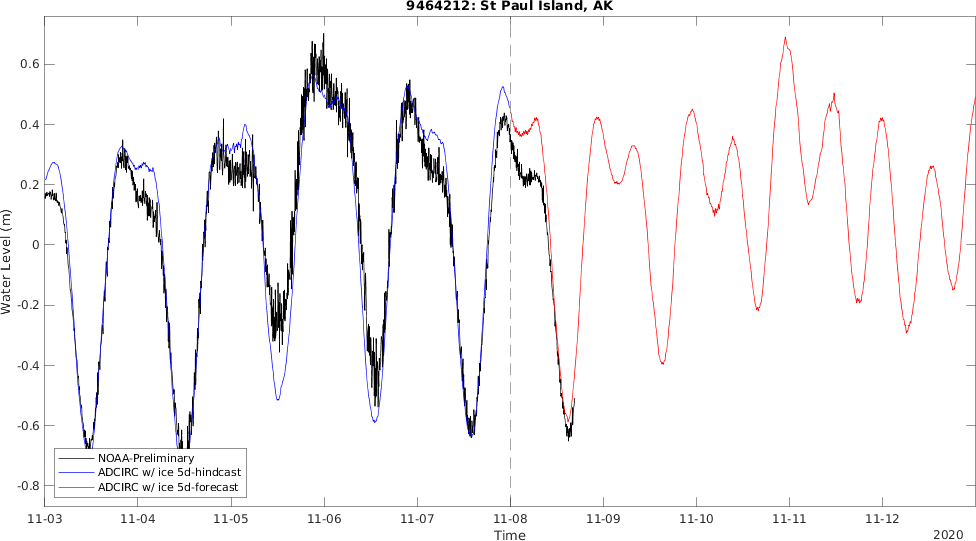 9464212: St Paul Island, AK
Water Level (m)
0.6
0.4
0.2
0
-0.2
-0.4
-0.6
-0.8
NOAA-Preliminary
ADCIRC w/ ice 5d-hindcast
ADCIRC w/ ice 5d-forecast
11-03 11-04 11-05 11-06 11-07 11-08 11-09 11-10 11-11 11-12
Time
2020